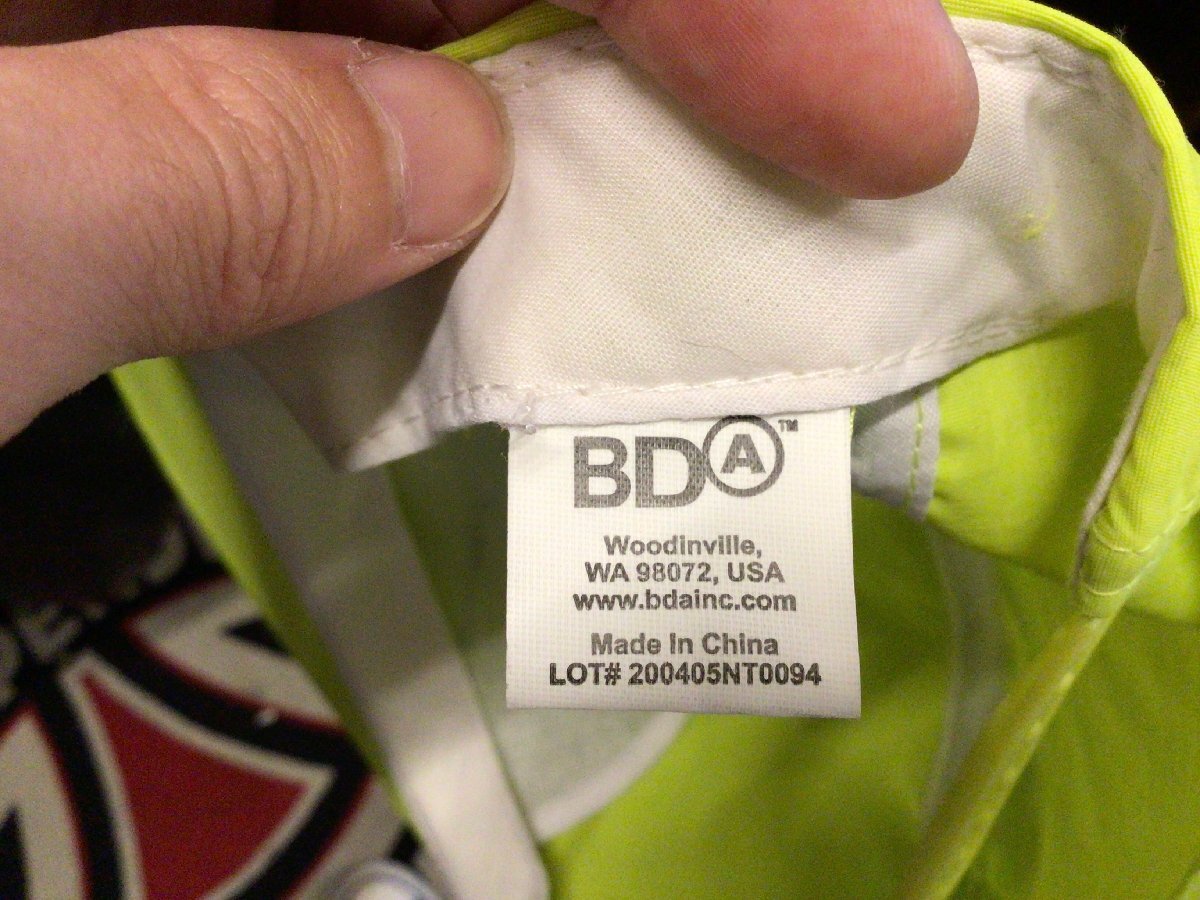 BDA™
Woodinville,
WA 98072, USA
www.bdainc.com
Made In China
LOT# 200405NT0094